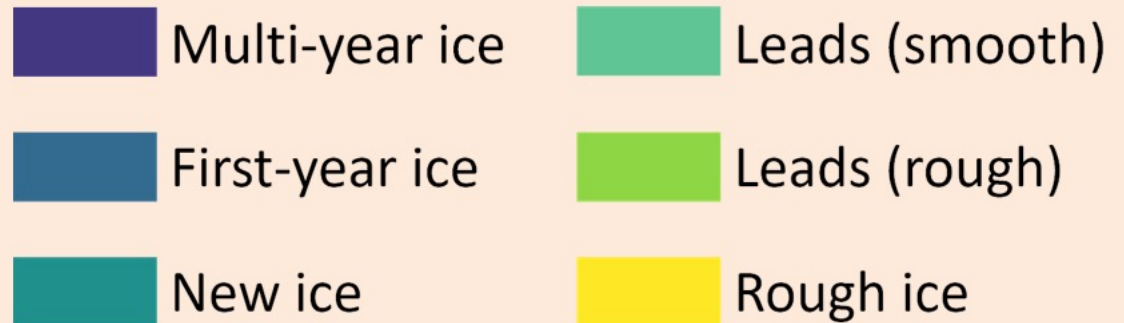 Multi-year ice
First-year ice
New ice
Leads (smooth)
Leads (rough)
Rough ice